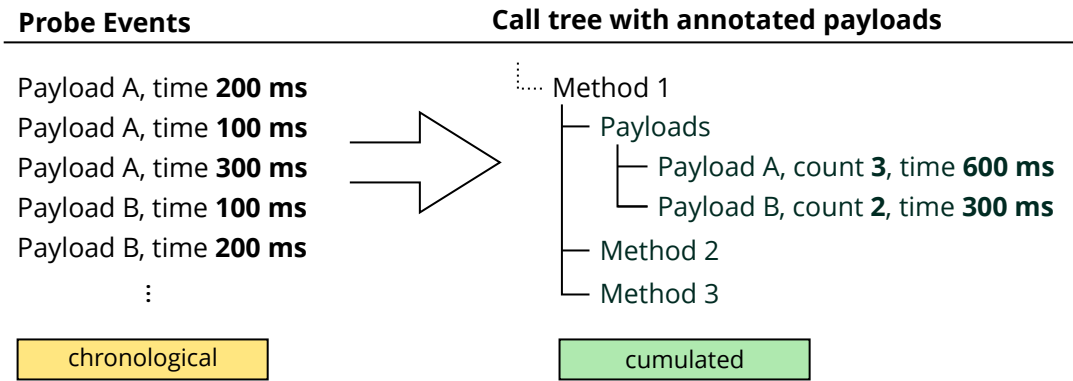 Probe Events
Call tree with annotated payloads
Payload A, time 200 ms
Payload A, time 100 ms
Payload A, time 300 ms
Payload B, time 100 ms
Payload B, time 200 ms
⋮
chronological
Method 1
Payloads
Payload A, count 3, time 600 ms
Payload B, count 2, time 300 ms
Method 2
Method 3
cumulated